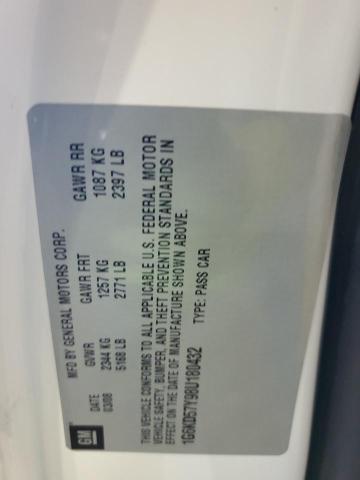 GM
MFD BY GENERAL MOTORS CORP.
DATE GVWR GAWR FRT GAWR RR
03/08 2344 KG 1257 KG 1087 KG
5168 LB 2771 LB 2397 LB
THIS VEHICLE CONFORMS TO ALL APPLICABLE U.S. FEDERAL MOTOR
VEHICLE SAFETY, BUMPER, AND THEFT PREVENTION STANDARDS IN
EFFECT ON THE DATE OF MANUFACTURE SHOWN ABOVE.
1G6KD57Y98U180432 TYPE: PASS CAR